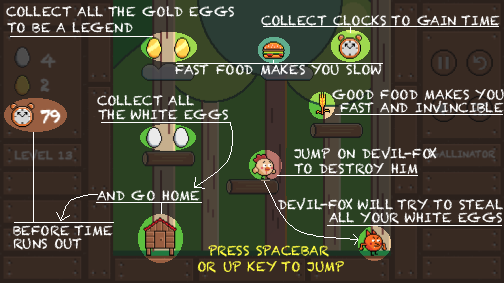 COLLECT ALL THE GOLD EGGS
TO BE A LEGEND
COLLECT CLOCKS TO GAIN TIME
4
2
FAST FOOD MAKES YOU SLOW
GOOD FOOD MAKES YOU
FAST AND INVINCIBLE
COLLECT ALL
THE WHITE EGGS
79
LEVEL 13
GALLINATOR
JUMP ON DEVIL-FOX
TO DESTROY HIM
AND GO HOME
DEVIL-FOX WILL TRY TO STEAL
ALL YOUR WHITE EGGS
BEFORE TIME
RUNS OUT
PRESS SPACEBAR
OR UP KEY TO JUMP